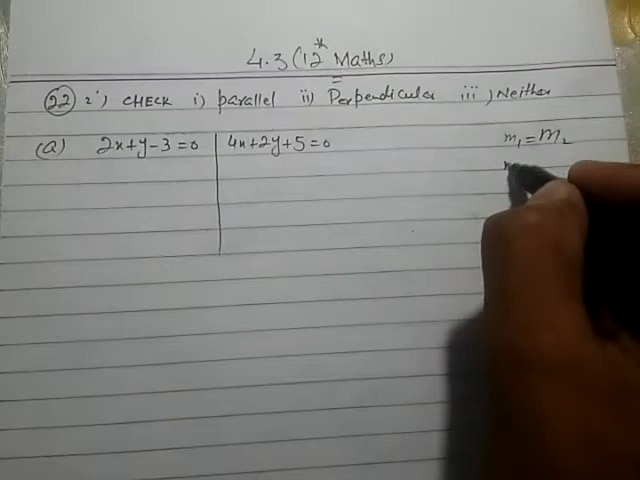 4.3 (12* Maths)
(22) 2') CHECK i) parallel ii) Perpendicular iii) Neither
(a) 2x+y-3=0 | 4x+2y+5=0 m₁=m₂